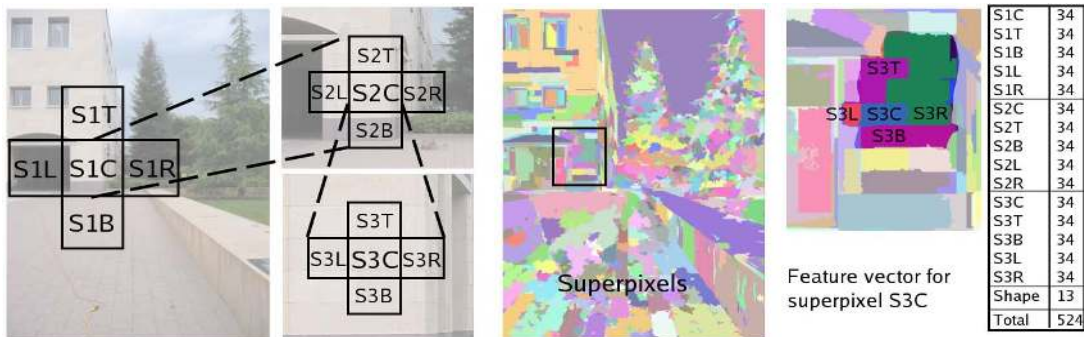 S1T
S1L S1C S1R
S1B
S2T
S2L S2C S2R
S2B
S3T
S3L S3C S3R
S3B
Superpixels
S3T
S3L S3C S3R
S3B
Feature vector for
superpixel S3C
S1C 34
S1T 34
S1B 34
S1L 34
S1R 34
S2C 34
S2T 34
S2B 34
S2L 34
S2R 34
S3C 34
S3T 34
S3B 34
S3L 34
S3R 34
Shape 13
Total 524